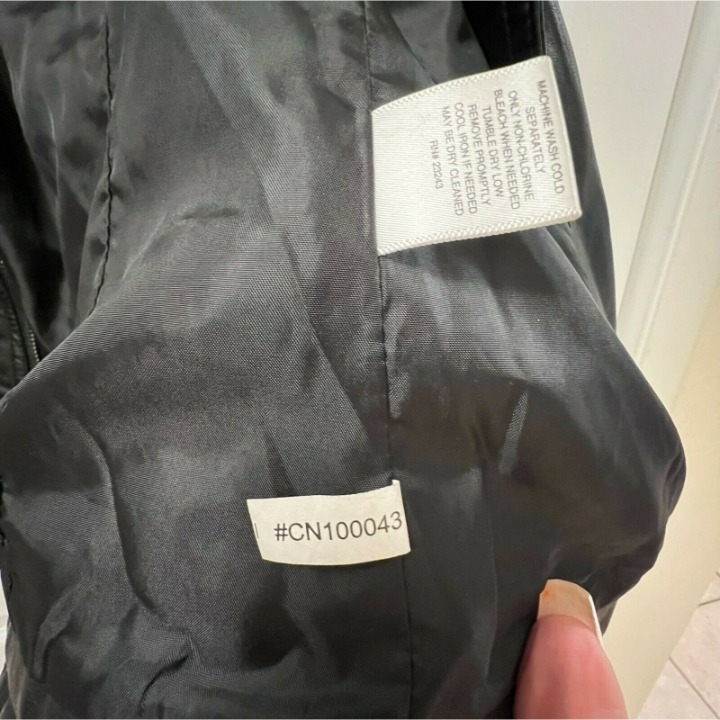 MACHINE WASH COLD
SEPARATELY
ONLY NON-CHLORINE
BLEACH WHEN NEEDED
TUMBLE DRY LOW
REMOVE PROMPTLY
COOL IRON IF NEEDED
MAY BE DRY CLEANED
RN# 23243
#CN100043